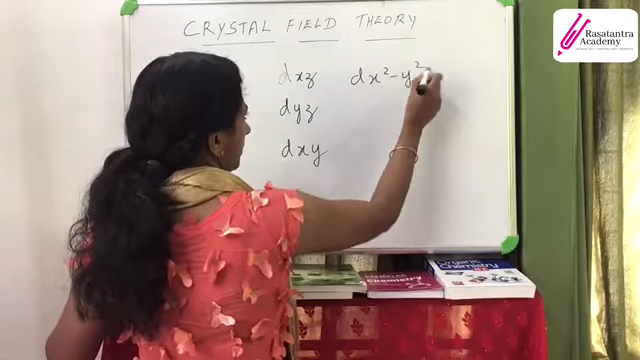 CRYSTAL FIELD THEORY
dxz dx²-y²
dyz
dxy
Rasatantra
Academy
Organic
Chemistry
Chemistry